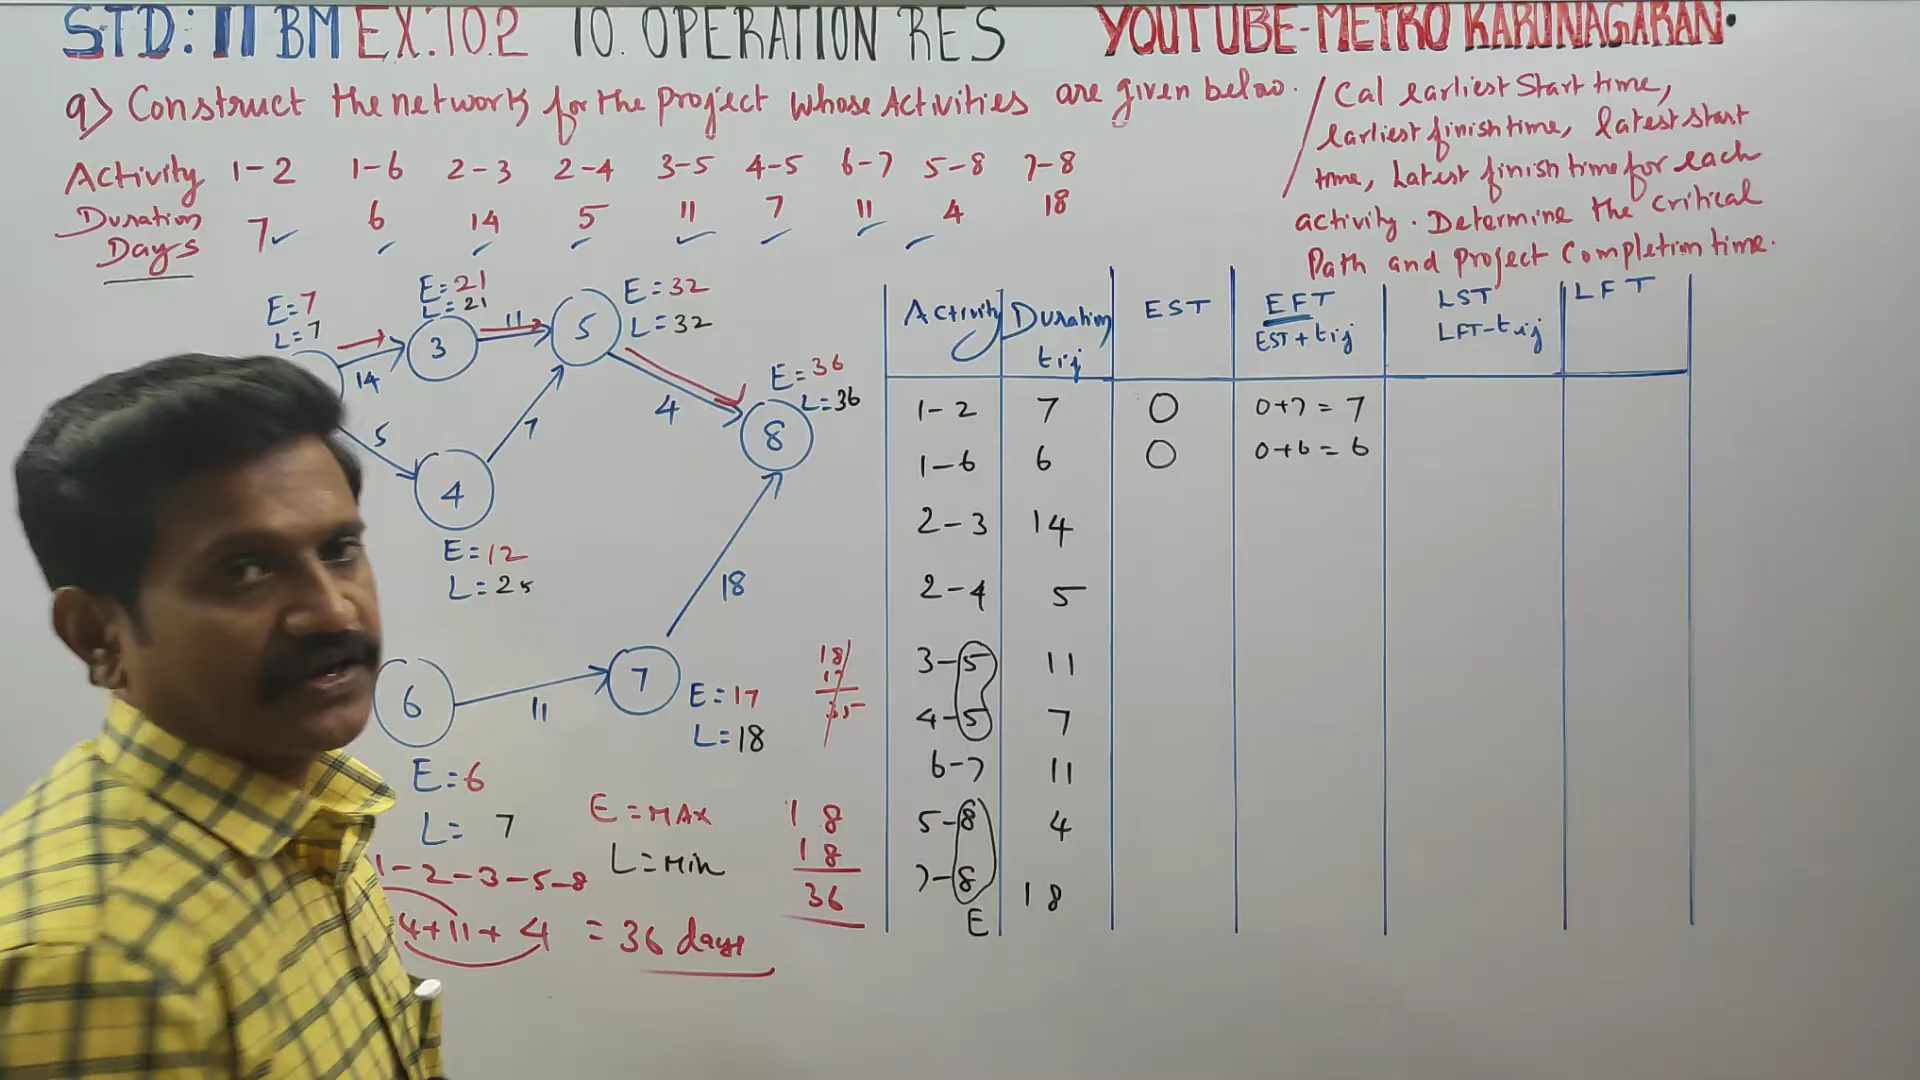 STD: 11 BM EX:10.2 10. OPERATION RES YOUTUBE-METRO KARUNAGARAN.
9) Construct the network for the project whose Activities are given below. / Cal earliest Start time,
earliest finish time, latest start
time, Latest finish time for each
activity. Determine the critical
Path and project Completion time.
Activity 1-2 1-6 2-3 2-4 3-5 4-5 6-7 5-8 7-8
Duration 7 6 14 5 11 7 11 4 18
Days
E=7
L=7
E=21
L=21
E=32
L=32
E=36
L=36
3
5
8
4
6
7
14
11
4
5
7
18
11
E=12
L=25
E=17
L=18
E=6
L= 7
18
17
35
E=MAX
L=Min
18
18
36
1-2-3-5-8
4+11+4 = 36 days
Activity Duration tij EST EFT EST+tij LST LFT-tij LFT
1-2 7 0 0+7=7
1-6 6 0 0+6=6
2-3 14
2-4 5
3-5 11
4-5 7
6-7 11
5-8 4
7-8 18
E